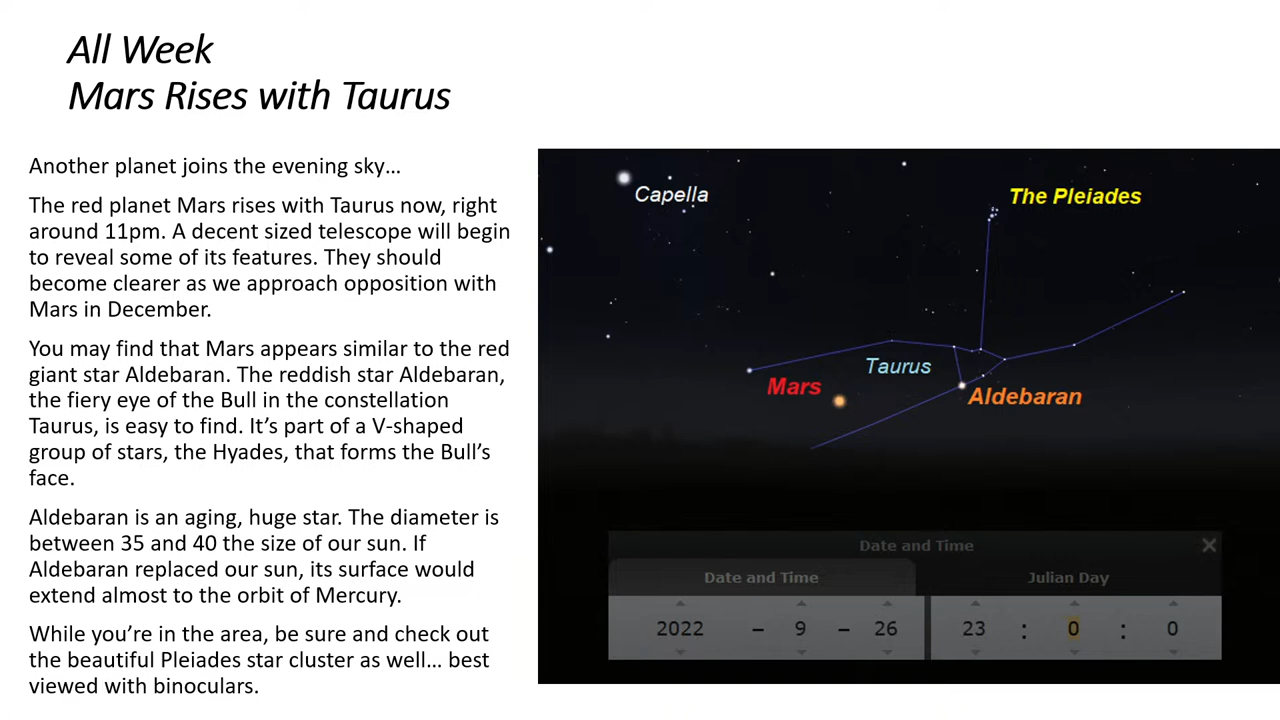 All Week
Mars Rises with Taurus
Another planet joins the evening sky…
The red planet Mars rises with Taurus now, right
around 11pm. A decent sized telescope will begin
to reveal some of its features. They should
become clearer as we approach opposition with
Mars in December.
You may find that Mars appears similar to the red
giant star Aldebaran. The reddish star Aldebaran,
the fiery eye of the Bull in the constellation
Taurus, is easy to find. It’s part of a V-shaped
group of stars, the Hyades, that forms the Bull’s
face.
Aldebaran is an aging, huge star. The diameter is
between 35 and 40 the size of our sun. If
Aldebaran replaced our sun, its surface would
extend almost to the orbit of Mercury.
While you’re in the area, be sure and check out
the beautiful Pleiades star cluster as well… best
viewed with binoculars.
Capella
The Pleiades
Taurus
Mars
Aldebaran
Date and Time
Date and Time Julian Day
2022 – 9 – 26 23 : 0 : 0